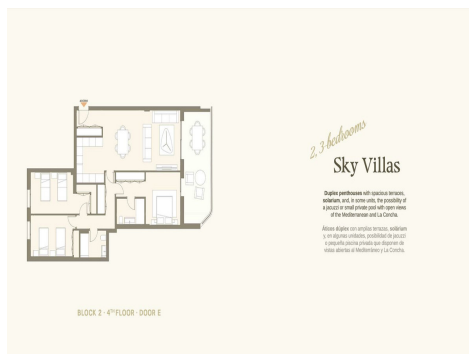 2, 3 bedrooms
Sky Villas
Duplex penthouses with spacious terraces,
solarium, and, in some units, the possibility of
a jacuzzi or small private pool with open views
of the Mediterranean and La Concha.
Áticos dúplex con amplias terrazas, solárium
y, en algunas unidades, posibilidad de jacuzzi
o pequeña piscina privada que disponen de
vistas abiertas al Mediterráneo y La Concha.
BLOCK 2 · 4TH FLOOR · DOOR E